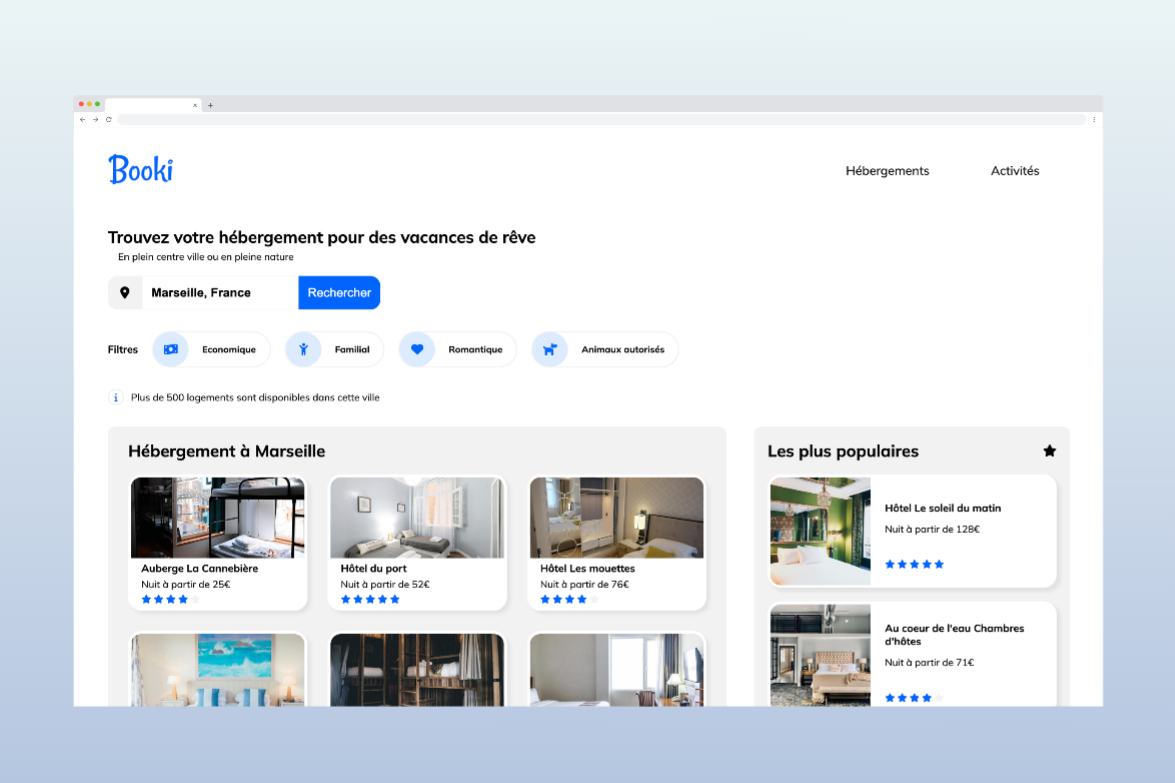 Booki
Hébergements
Activités
Trouvez votre hébergement pour des vacances de rêve
En plein centre ville ou en pleine nature
Marseille, France
Rechercher
Filtres
Economique
Familial
Romantique
Animaux autorisés
Plus de 500 logements sont disponibles dans cette ville
Hébergement à Marseille
Auberge La Cannebière
Nuit à partir de 25€
Hôtel du port
Nuit à partir de 52€
Hôtel Les mouettes
Nuit à partir de 76€
Les plus populaires
Hôtel Le soleil du matin
Nuit à partir de 128€
Au coeur de l'eau Chambres
d'hôtes
Nuit à partir de 71€